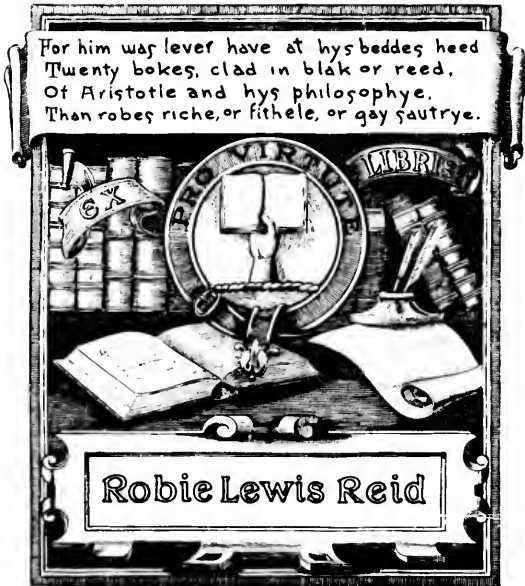 For him was lever have at hys beddes heed
Twenty bokes, clad in blak or reed,
Of Aristotle and hys philosophye,
Than robes riche, or fithele, or gay sautrye.
EX
LIBRIS
PRO VIRTUTE
Robie Lewis Reid